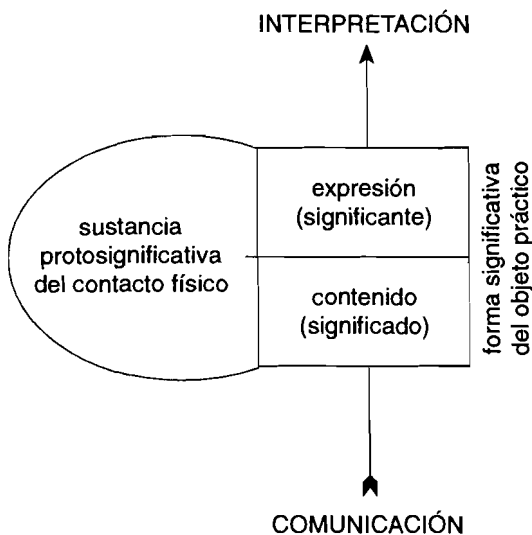 INTERPRETACIÓN
expresión
(significante)
sustancia
protosignificativa
del contacto físico
contenido
(significado)
forma significativa
del objeto práctico
COMUNICACIÓN